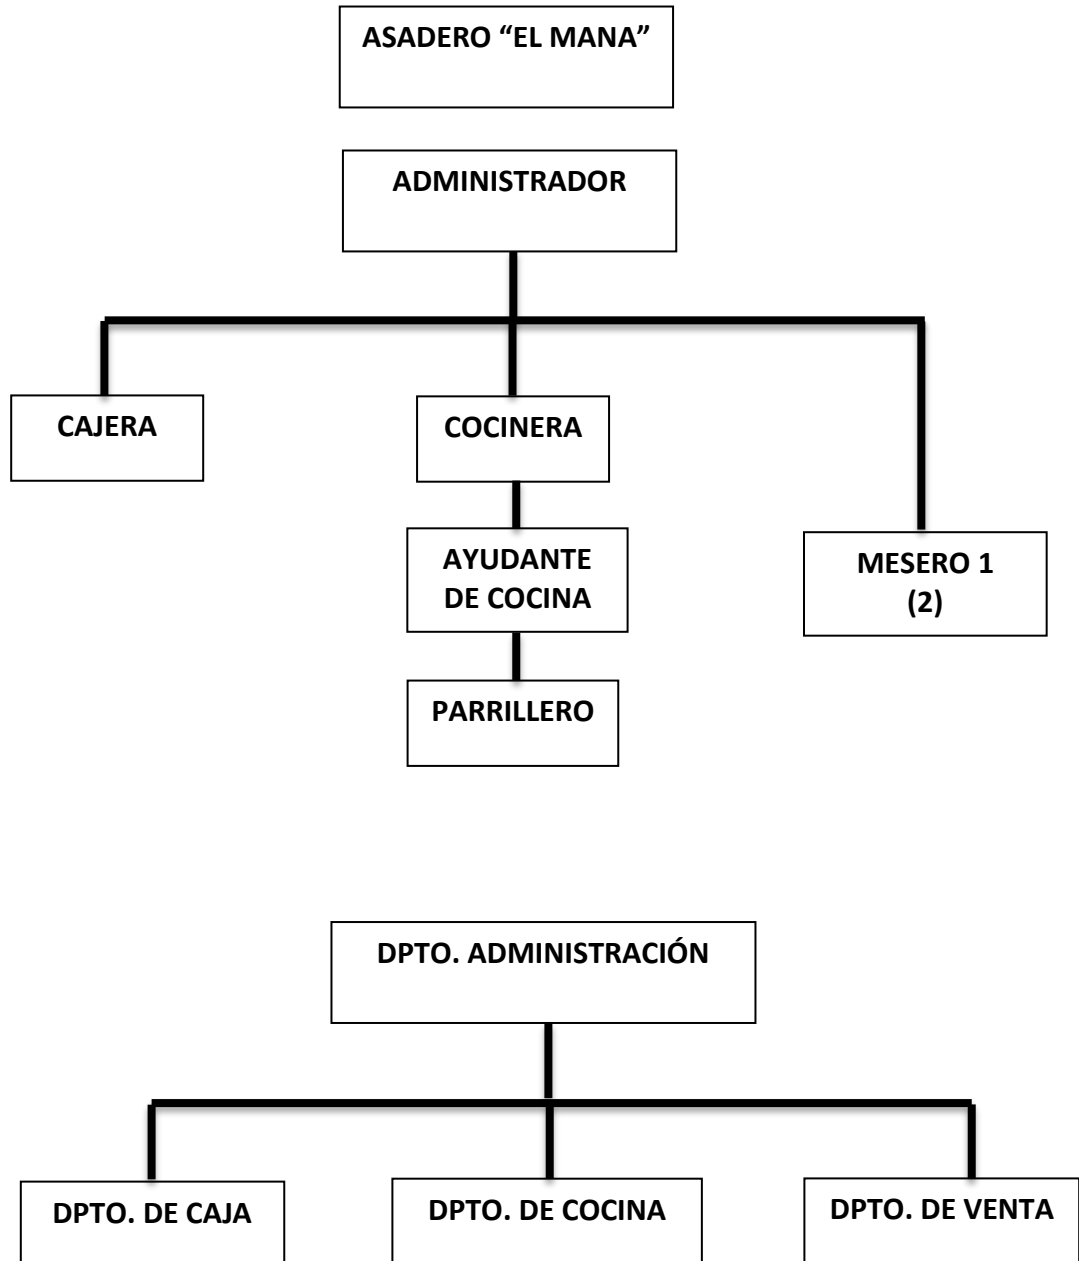 ASADERO “EL MANA”
ADMINISTRADOR
CAJERA
COCINERA
AYUDANTE
DE COCINA
MESERO 1
(2)
PARRILLERO
DPTO. ADMINISTRACIÓN
DPTO. DE CAJA
DPTO. DE COCINA
DPTO. DE VENTA